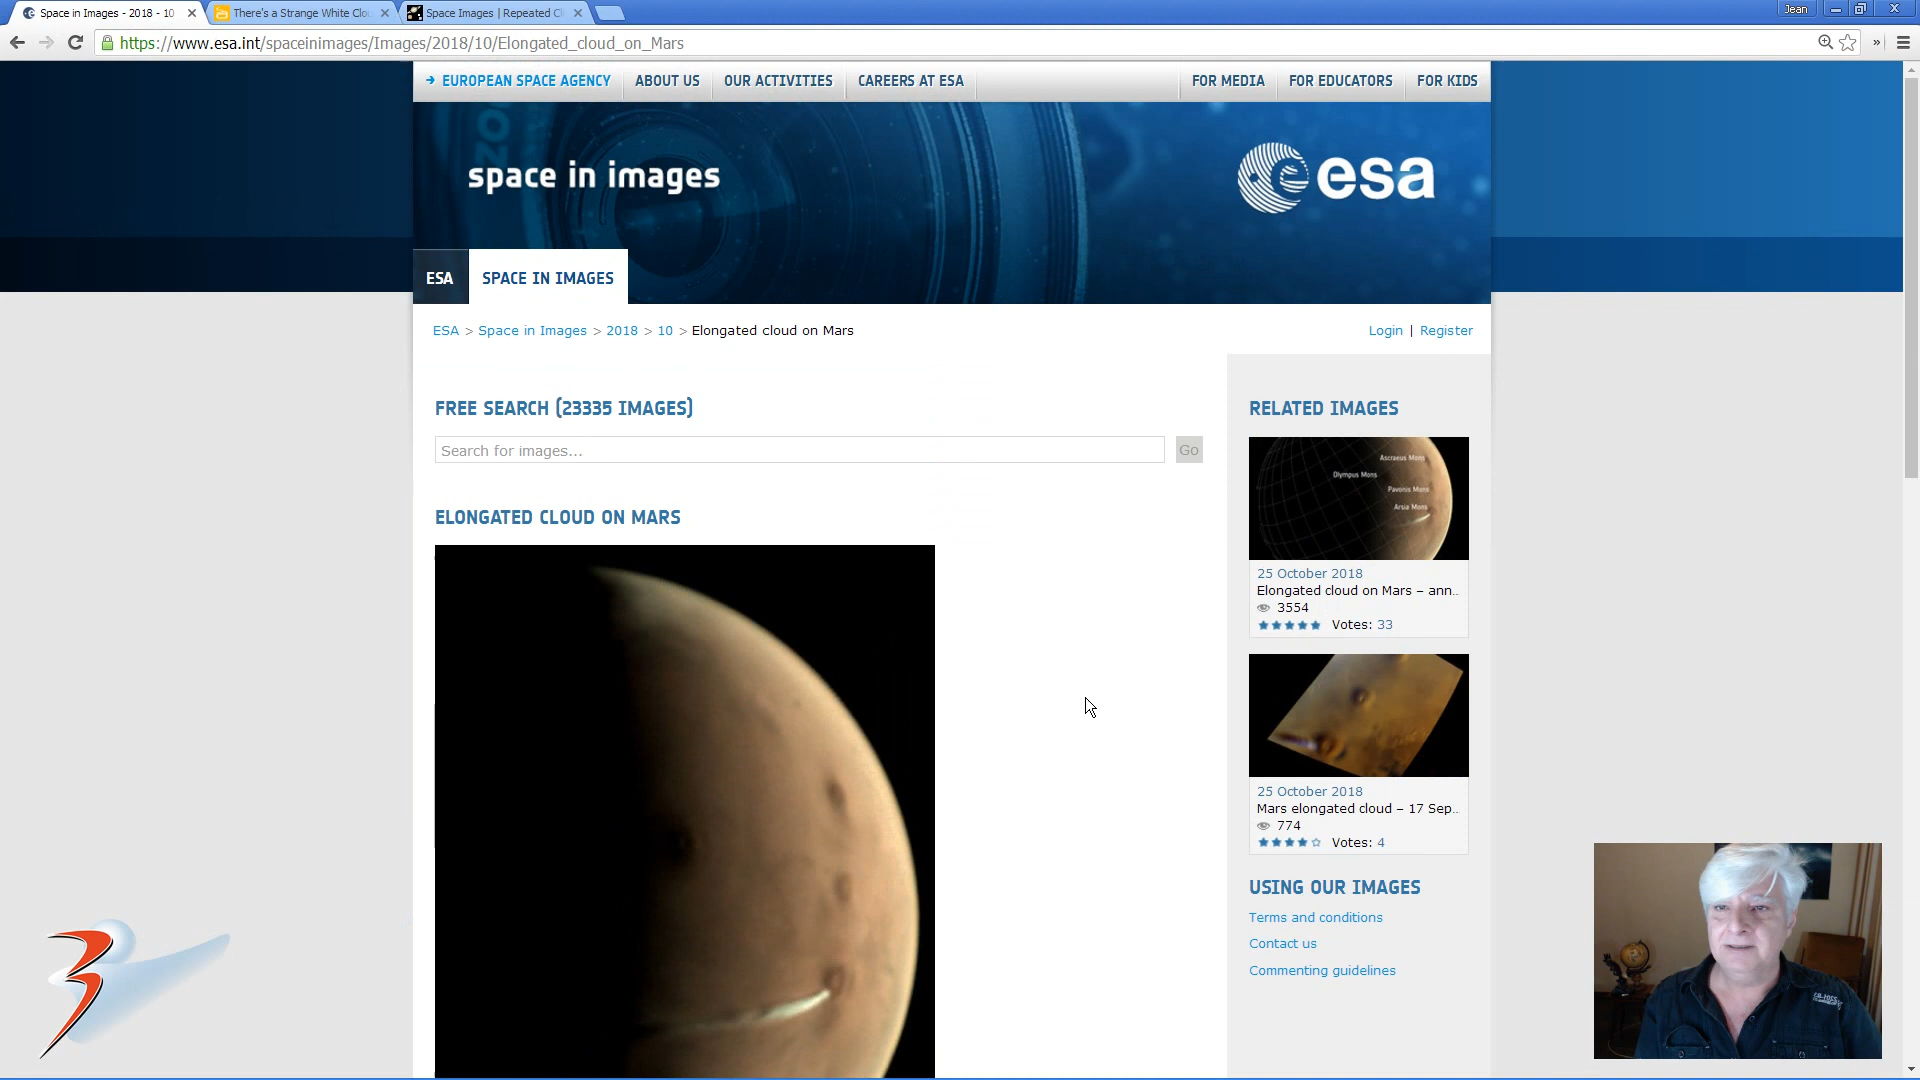 Space in Images - 2018 - 10
There's a Strange White Clo
Space Images | Repeated Cl
Jean
https://www.esa.int/spaceinimages/Images/2018/10/Elongated_cloud_on_Mars
EUROPEAN SPACE AGENCY
ABOUT US
OUR ACTIVITIES
CAREERS AT ESA
FOR MEDIA
FOR EDUCATORS
FOR KIDS
space in images
esa
ESA
SPACE IN IMAGES
ESA > Space in Images > 2018 > 10 > Elongated cloud on Mars
Login | Register
FREE SEARCH (23335 IMAGES)
Search for images...
Go
ELONGATED CLOUD ON MARS
RELATED IMAGES
Ascraeus Mons
Olympus Mons
Pavonis Mons
Arsia Mons
25 October 2018
Elongated cloud on Mars – ann..
3554
Votes: 33
25 October 2018
Mars elongated cloud – 17 Sep..
774
Votes: 4
USING OUR IMAGES
Terms and conditions
Contact us
Commenting guidelines